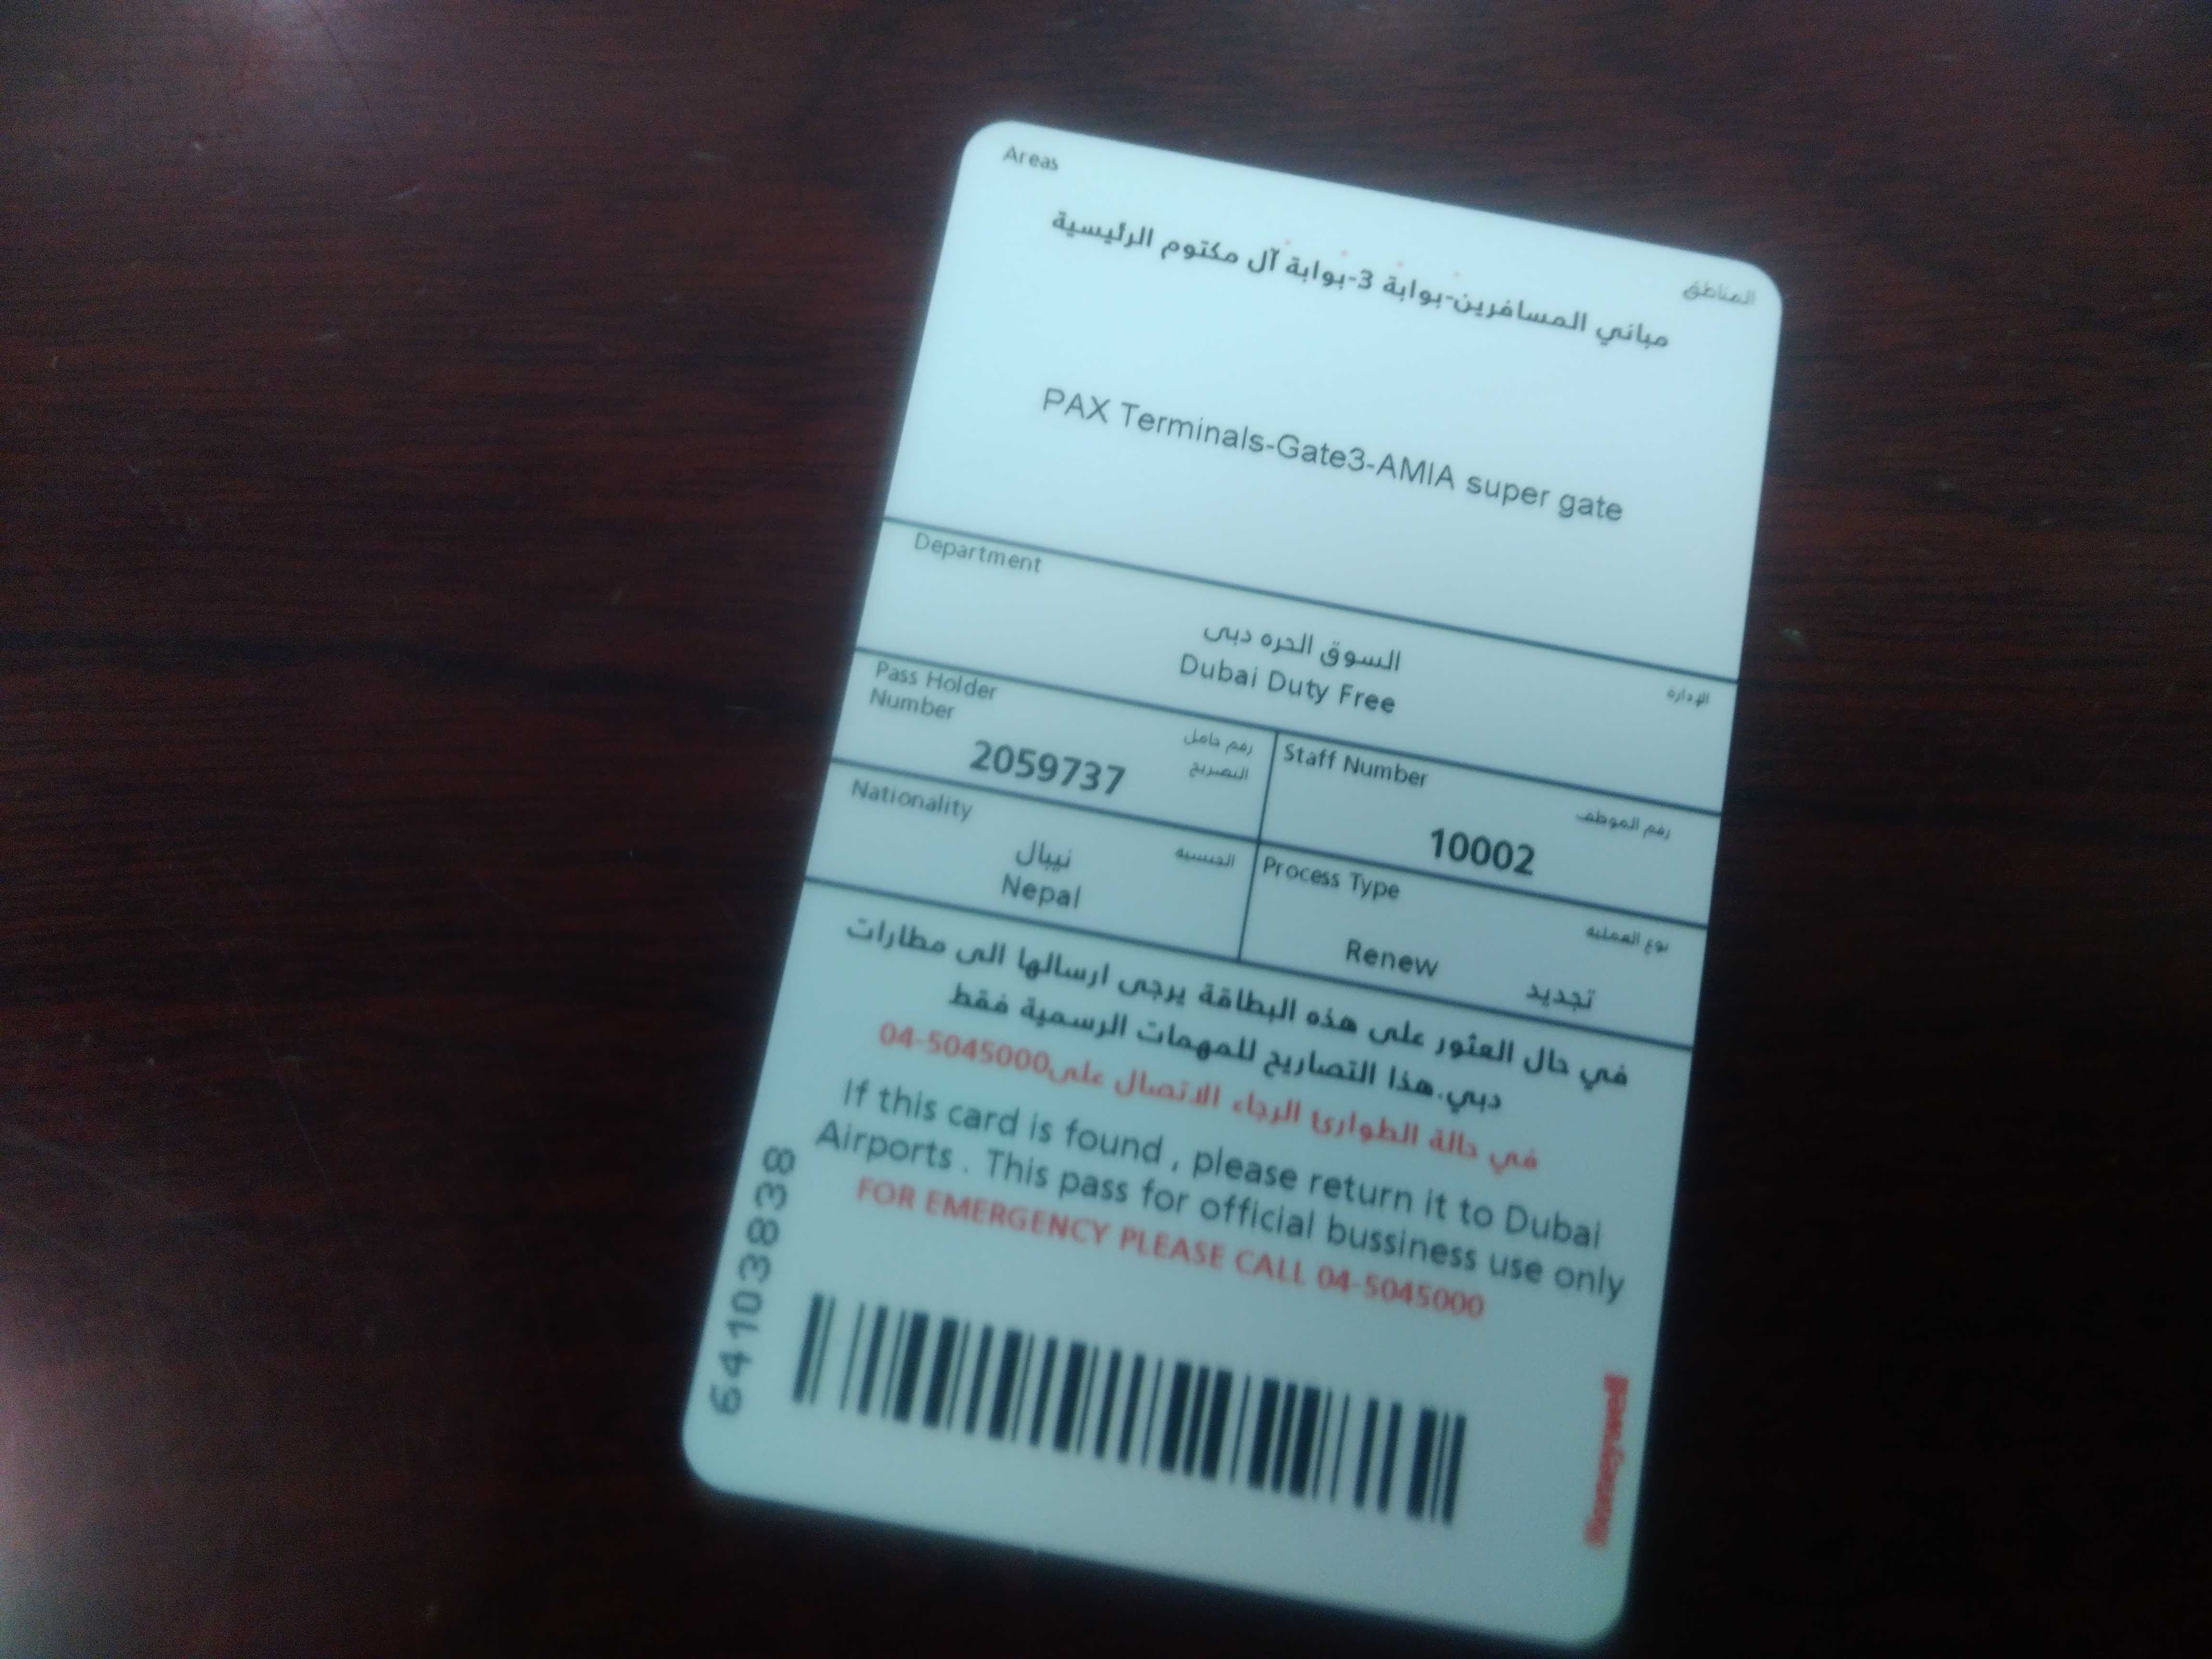 Areas
المناطق
مباني المسافرين-بوابة 3-بوابة آل مكتوم الرئيسية
PAX Terminals-Gate3-AMIA super gate
Department
الإدارة
السوق الحره دبى
Dubai Duty Free
Pass Holder
Number
رقم حامل
التصريح
2059737
Staff Number
رقم الموظف
10002
Nationality
الجنسية
نيبال
Nepal
Process Type
نوع العملية
Renew
تجديد
في حال العثور على هذه البطاقة يرجى ارسالها الى مطارات
دبي.هذا التصاريح للمهمات الرسمية فقط
في حالة الطوارئ الرجاء الاتصال على04-5045000
If this card is found , please return it to Dubai
Airports . This pass for official bussiness use only
FOR EMERGENCY PLEASE CALL 04-5045000
64103838